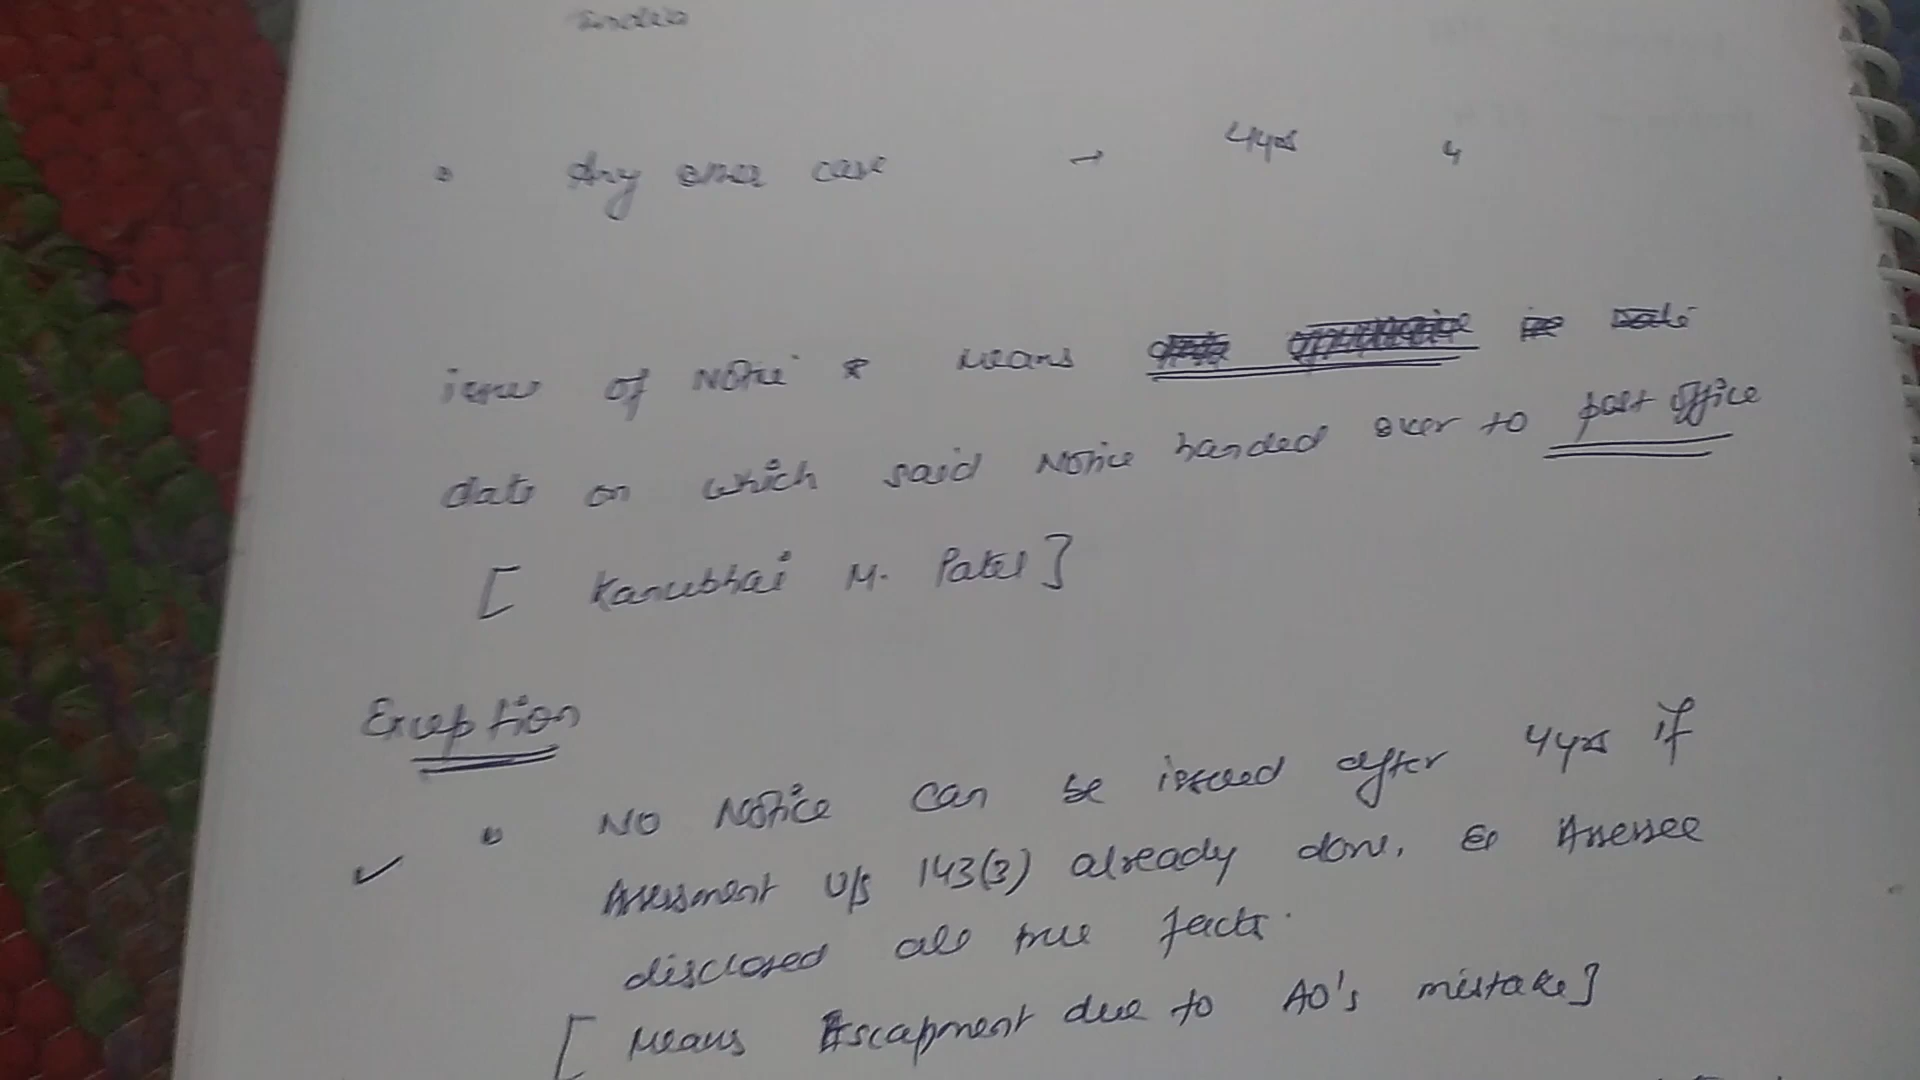 • Any other case → 4yrs "
issue of Notice means
date on which said Notice handed over to post office
[ Kanubhai M. Patel ]
Exception
• NO Notice can be issued after 4yrs if
✓ Assessment U/s 143(3) already done, & Assessee
disclosed all true facts.
[ Means Escapment due to AO's mistake ]